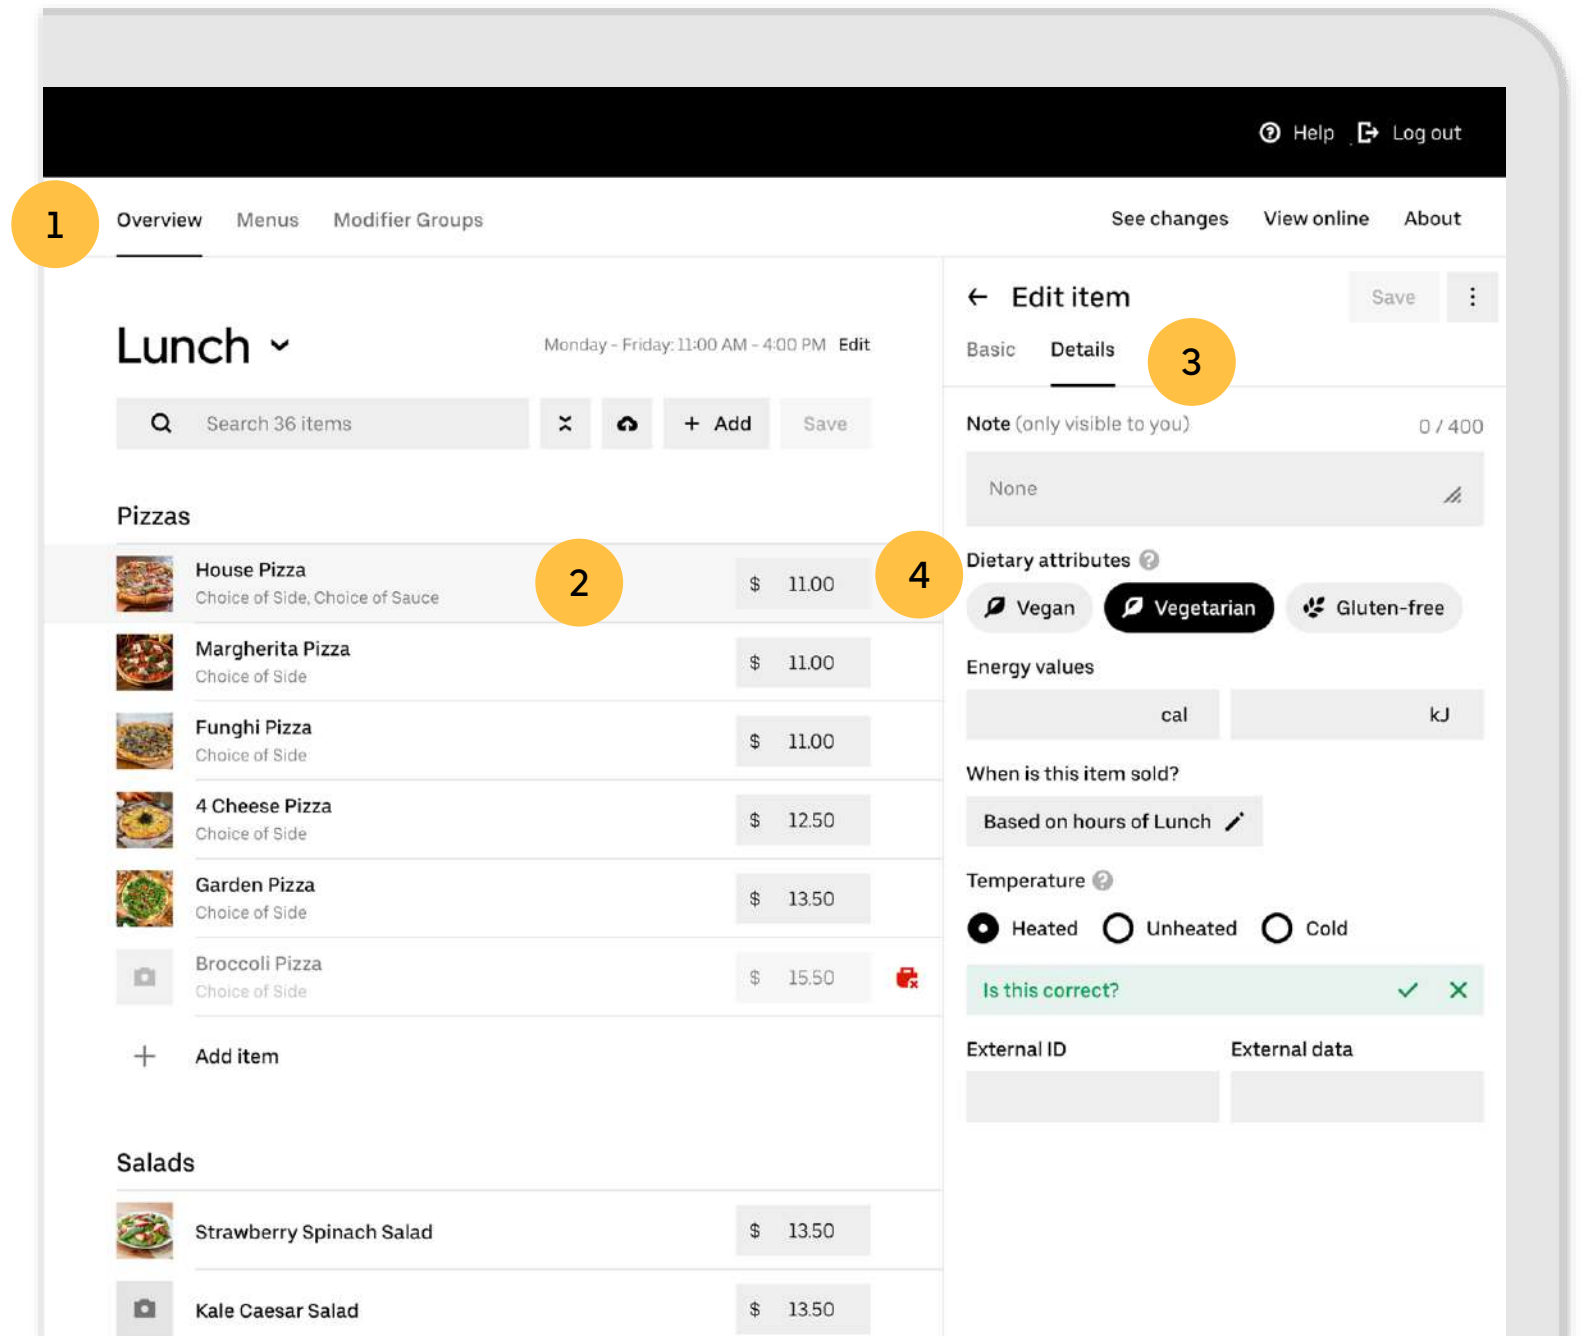 Help Log out
1 Overview Menus Modifier Groups See changes View online About
Lunch Monday - Friday: 11:00 AM - 4:00 PM Edit
Search 36 items + Add Save
Pizzas
House Pizza $ 11.00
Choice of Side, Choice of Sauce
2
Margherita Pizza $ 11.00
Choice of Side
Funghi Pizza $ 11.00
Choice of Side
4 Cheese Pizza $ 12.50
Choice of Side
Garden Pizza $ 13.50
Choice of Side
Broccoli Pizza $ 15.50
Choice of Side
+ Add item
Salads
Strawberry Spinach Salad $ 13.50
Kale Caesar Salad $ 13.50
Edit item Save
Basic Details 3
Note (only visible to you) 0 / 400
None
4 Dietary attributes ?
Vegan Vegetarian Gluten-free
Energy values
cal kJ
When is this item sold?
Based on hours of Lunch
Temperature ?
Heated Unheated Cold
Is this correct?
External ID External data